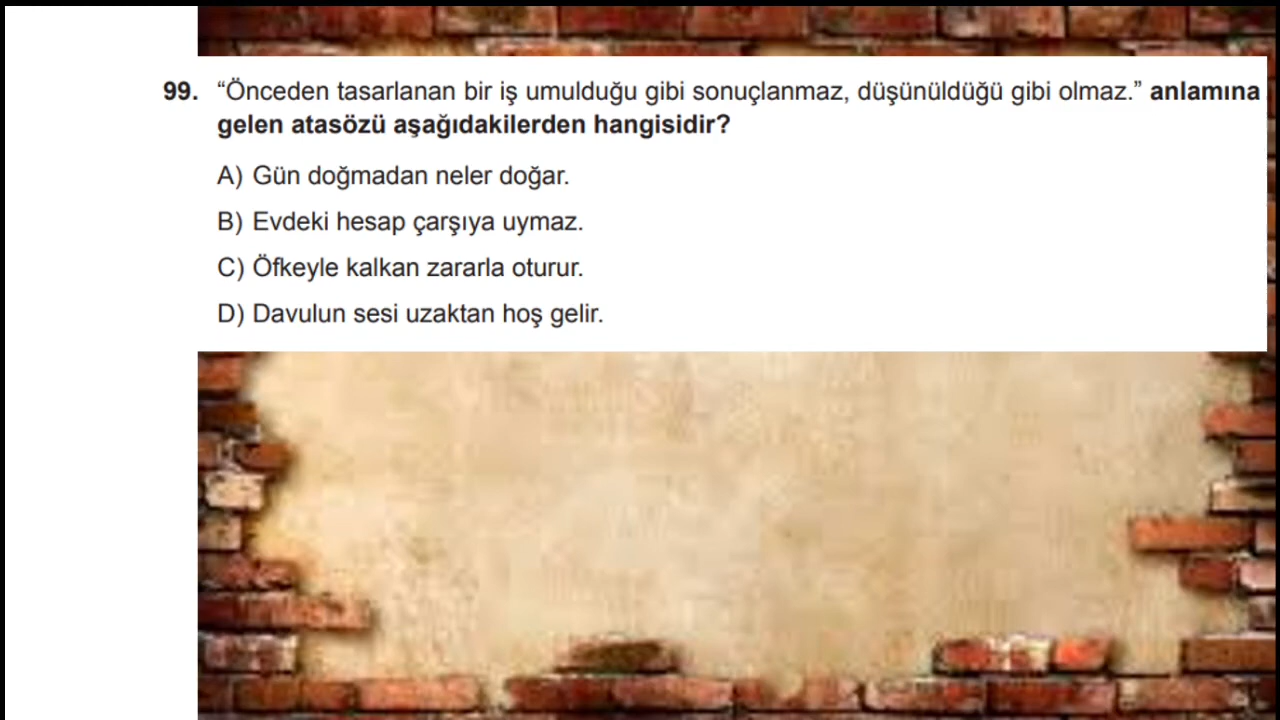 99. “Önceden tasarlanan bir iş umulduğu gibi sonuçlanmaz, düşünüldüğü gibi olmaz.” anlamına
gelen atasözü aşağıdakilerden hangisidir?
A) Gün doğmadan neler doğar.
B) Evdeki hesap çarşıya uymaz.
C) Öfkeyle kalkan zararla oturur.
D) Davulun sesi uzaktan hoş gelir.